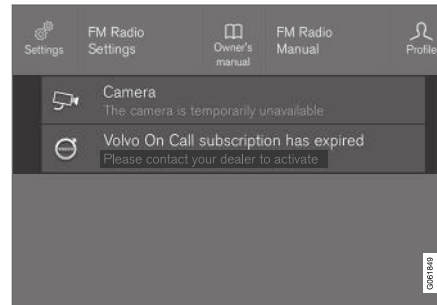 Settings
FM Radio
Settings
Owner's
manual
FM Radio
Manual
Profile
Camera
The camera is temporarily unavailable
Volvo On Call subscription has expired
Please contact your dealer to activate
G061849